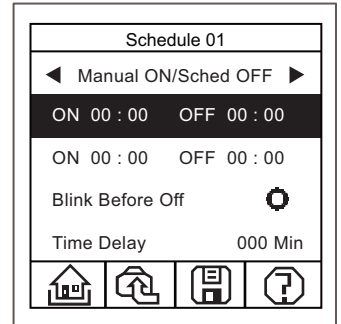 Schedule 01
Manual ON/Sched OFF
ON 00 : 00 OFF 00 : 00
ON 00 : 00 OFF 00 : 00
Blink Before Off
Time Delay 000 Min
?